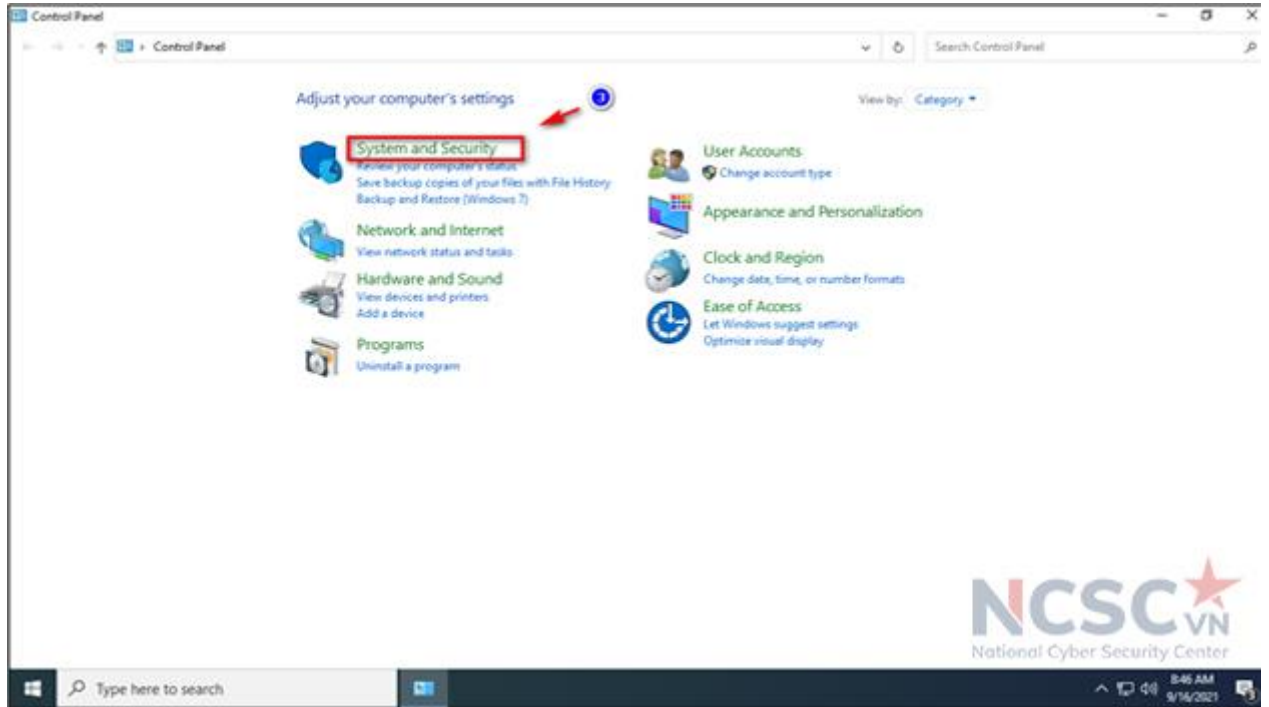 Control Panel
Control Panel
Search Control Panel
Adjust your computer's settings
3
View by: Category
System and Security
Review your computer's status
Save backup copies of your files with File History
Backup and Restore (Windows 7)
Network and Internet
View network status and tasks
Hardware and Sound
View devices and printers
Add a device
Programs
Uninstall a program
User Accounts
Change account type
Appearance and Personalization
Clock and Region
Change date, time, or number formats
Ease of Access
Let Windows suggest settings
Optimize visual display
NCSC VN
National Cyber Security Center
Type here to search
8:46 AM
9/16/2021